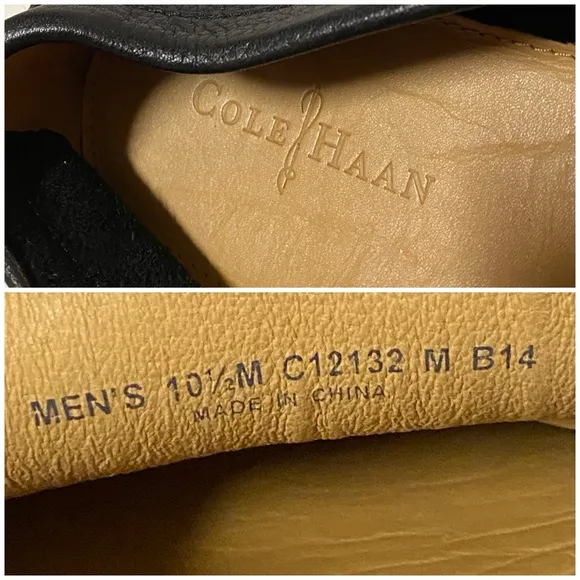 COLE HAAN
MEN'S 10½M C12132 M B14
MADE IN CHINA